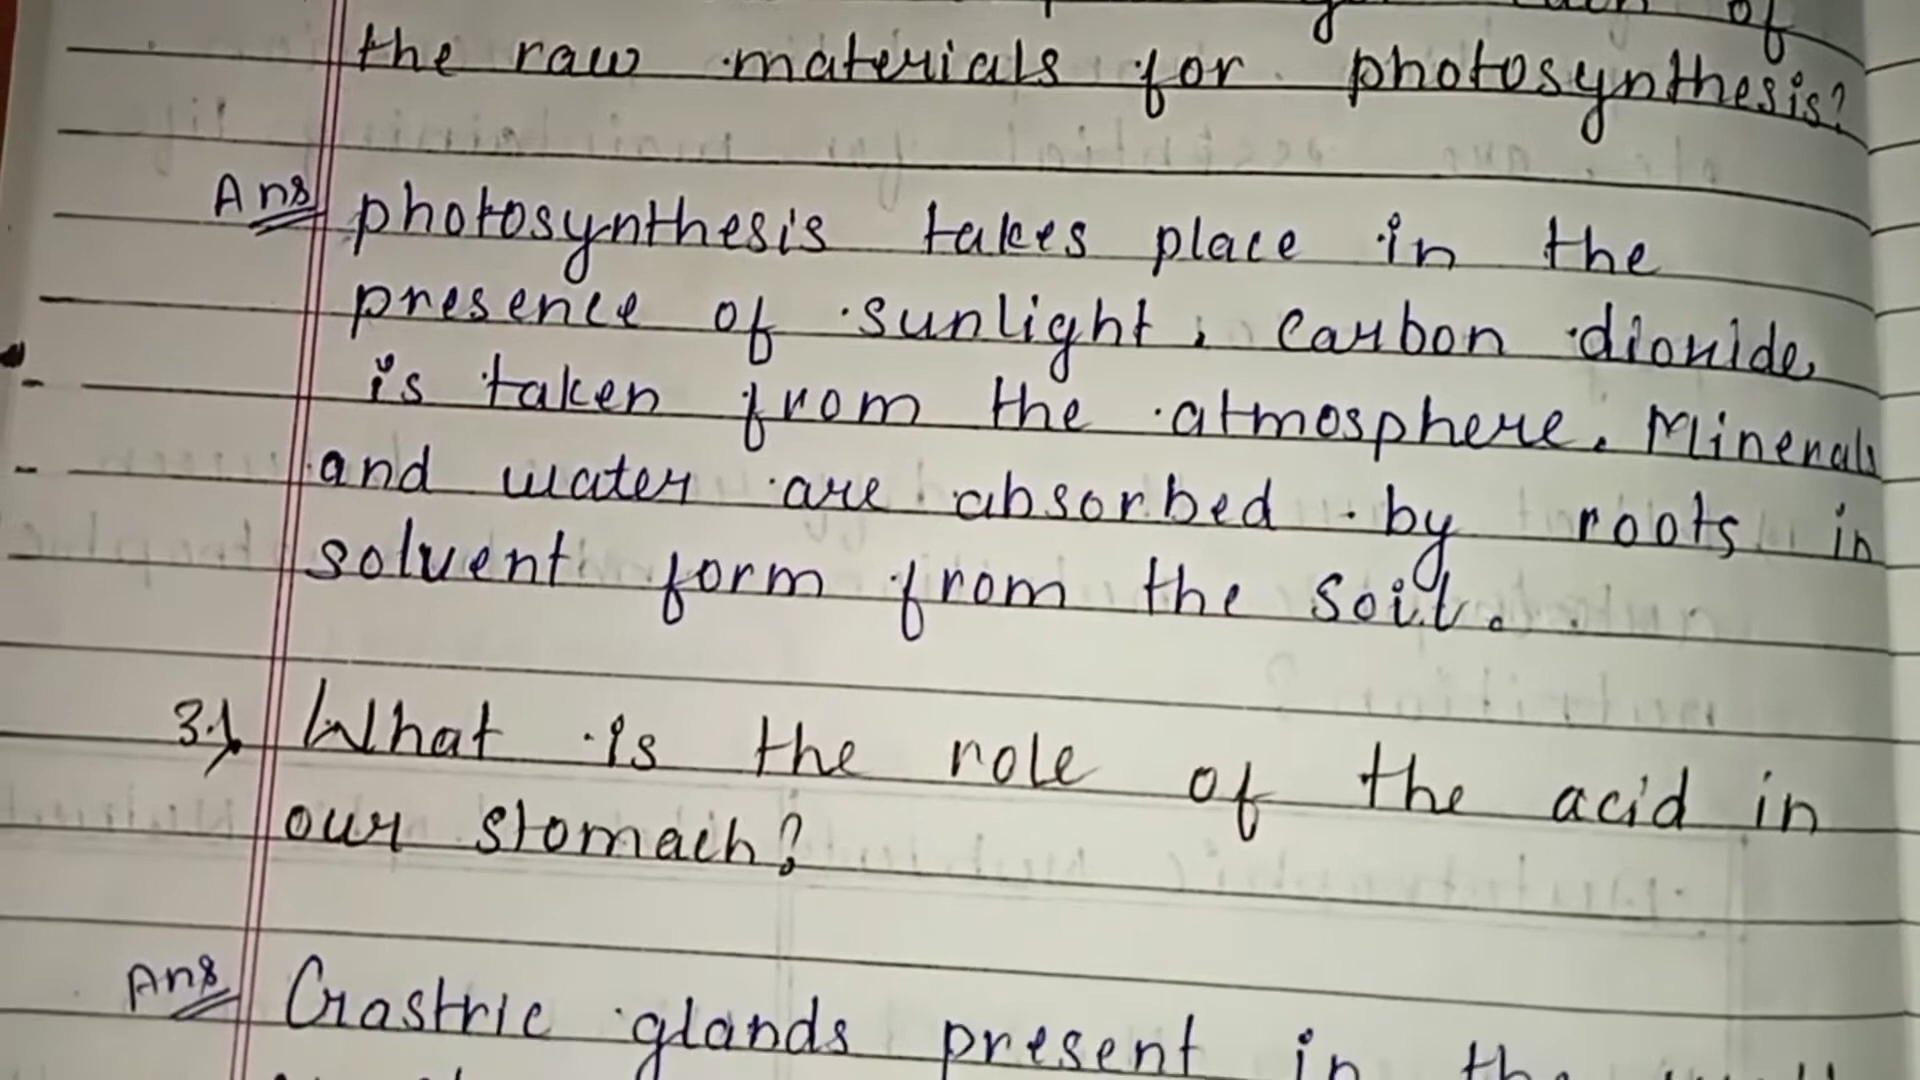 of
the raw materials for photosynthesis?
Ans photosynthesis takes place in the
presence of sunlight, Carbon dioxide,
is taken from the atmosphere. Minerals
and water are absorbed by roots in
solvent form from the soil.
3.) What is the role of the acid in
our stomach?
Ans Gastric glands present in the